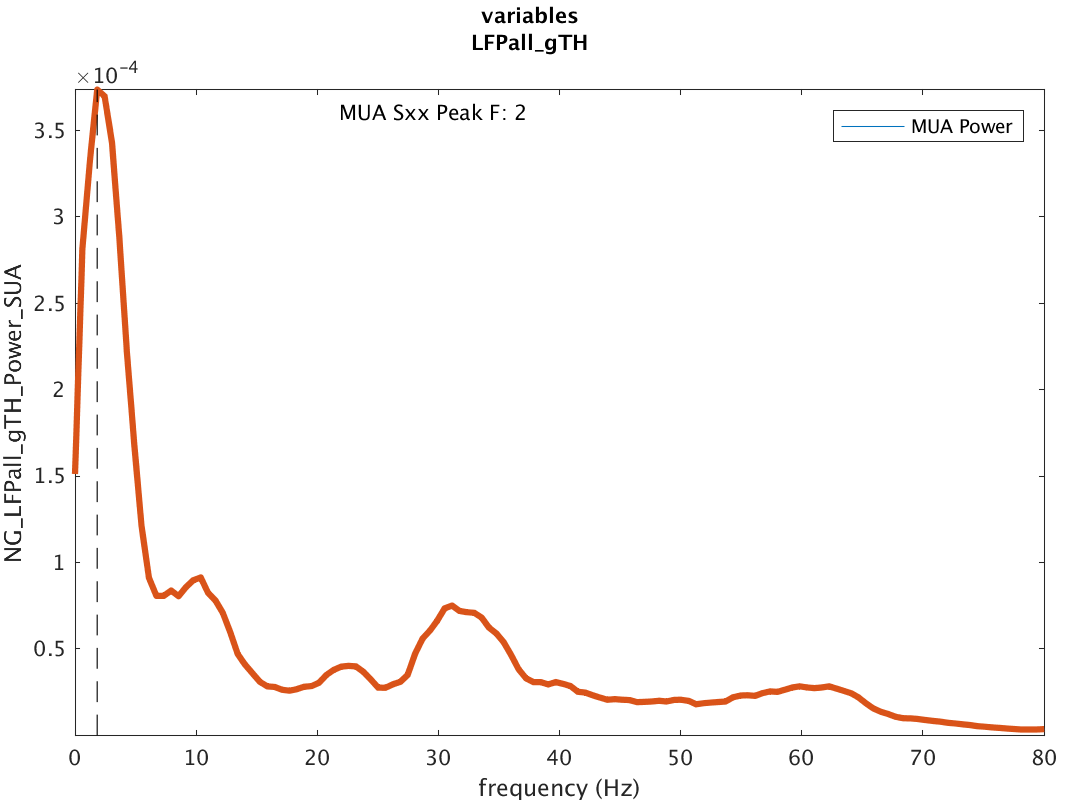 variables
LFPall_gTH
×10⁻⁴
MUA Sxx Peak F: 2
MUA Power
3.5
3
2.5
2
1.5
1
0.5
NG_LFPall_gTH_Power_SUA
0 10 20 30 40 50 60 70 80
frequency (Hz)